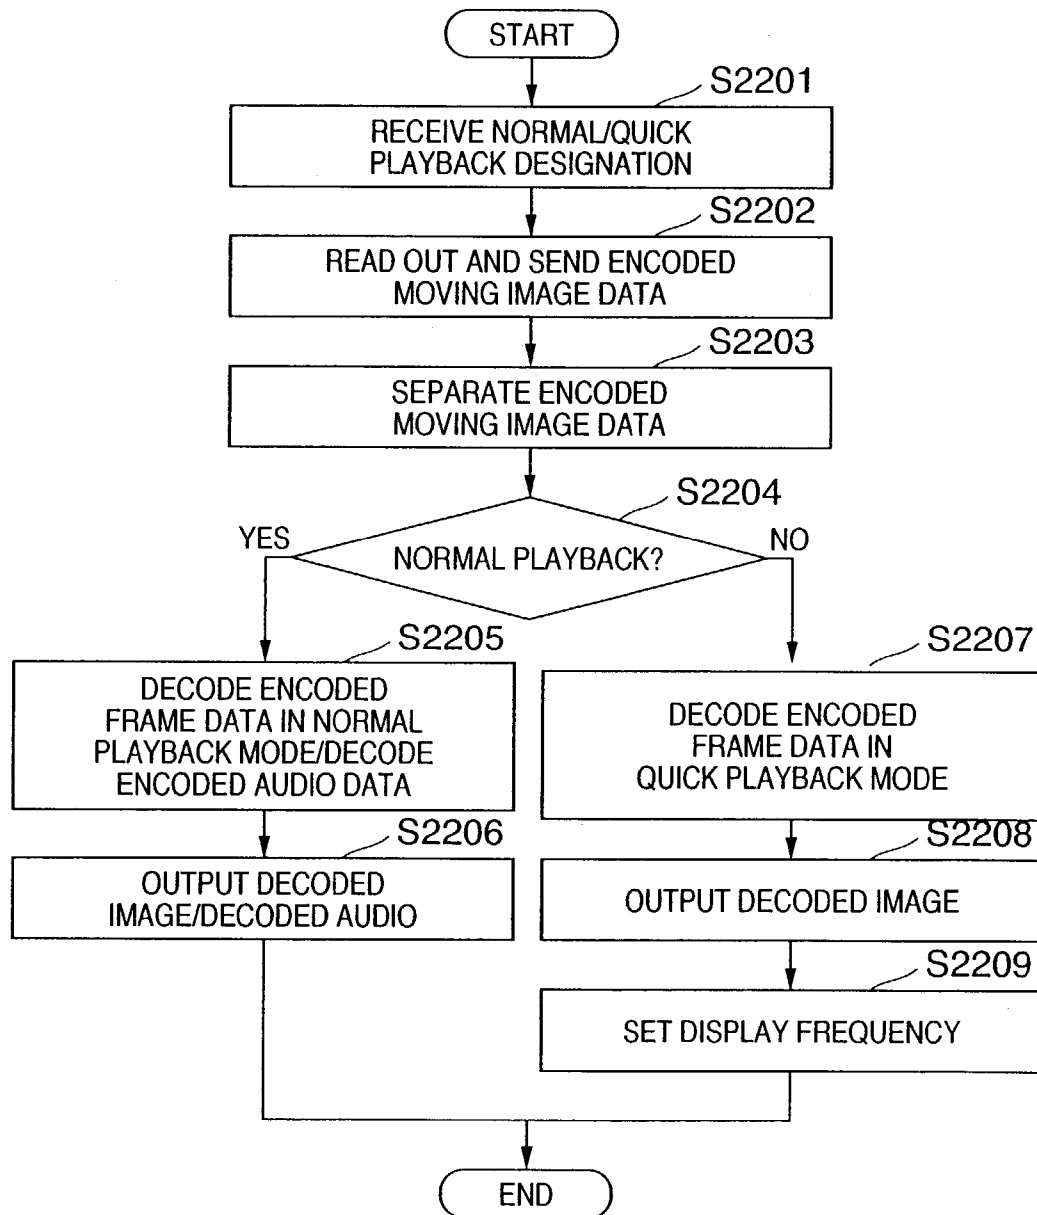 START
S2201
RECEIVE NORMAL/QUICK
PLAYBACK DESIGNATION
S2202
READ OUT AND SEND ENCODED
MOVING IMAGE DATA
S2203
SEPARATE ENCODED
MOVING IMAGE DATA
S2204
YES
NORMAL PLAYBACK?
NO
S2205
DECODE ENCODED
FRAME DATA IN NORMAL
PLAYBACK MODE/DECODE
ENCODED AUDIO DATA
S2206
OUTPUT DECODED
IMAGE/DECODED AUDIO
S2207
DECODE ENCODED
FRAME DATA IN
QUICK PLAYBACK MODE
S2208
OUTPUT DECODED IMAGE
S2209
SET DISPLAY FREQUENCY
END